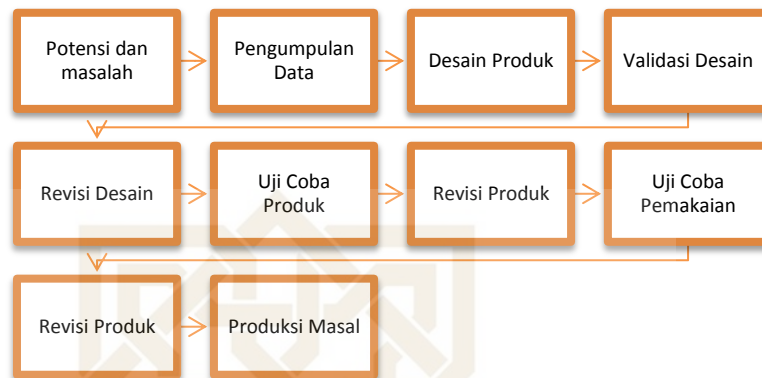 Potensi dan
masalah
Pengumpulan
Data
Desain Produk
Validasi Desain
Revisi Desain
Uji Coba
Produk
Revisi Produk
Uji Coba
Pemakaian
Revisi Produk
Produksi Masal